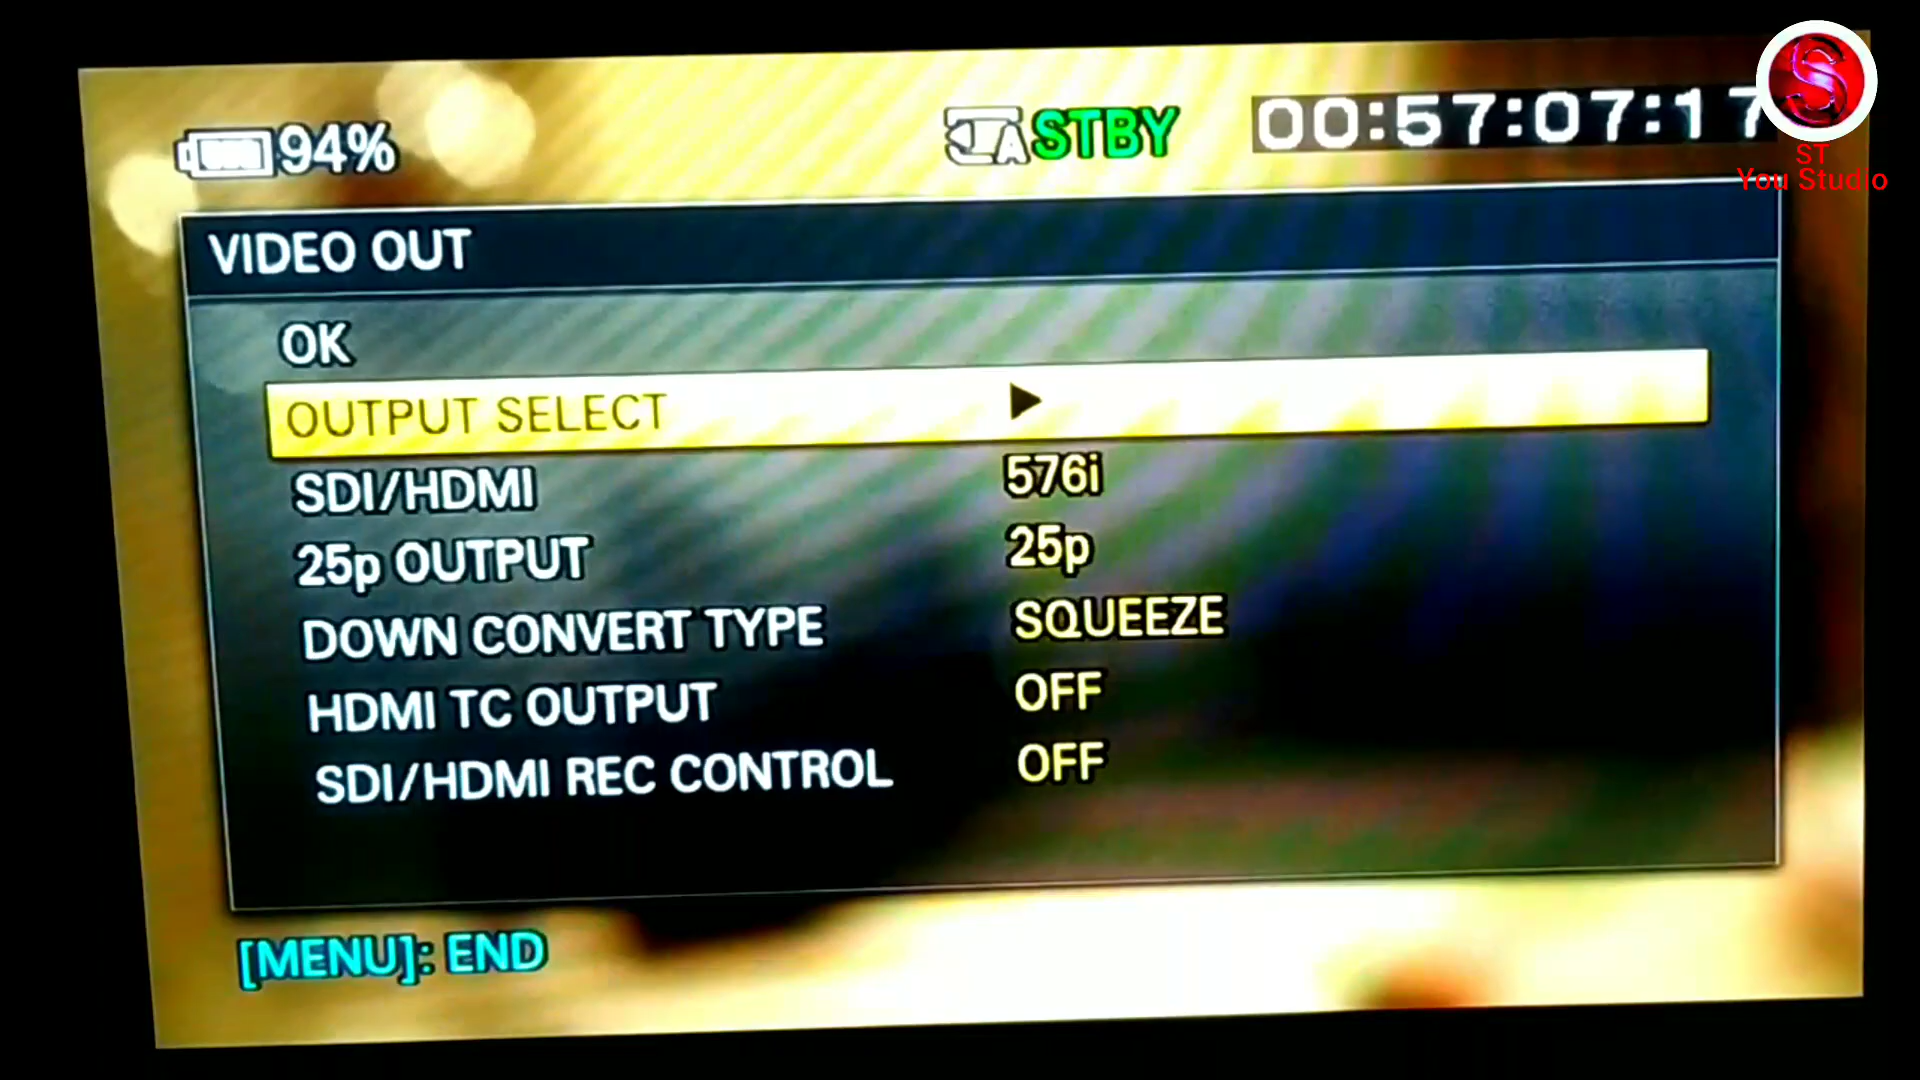 94% A STBY 00:57:07:17
S
ST
You Studio
VIDEO OUT
OK
OUTPUT SELECT
SDI/HDMI 576i
25p OUTPUT 25p
DOWN CONVERT TYPE SQUEEZE
HDMI TC OUTPUT OFF
SDI/HDMI REC CONTROL OFF
[MENU]: END